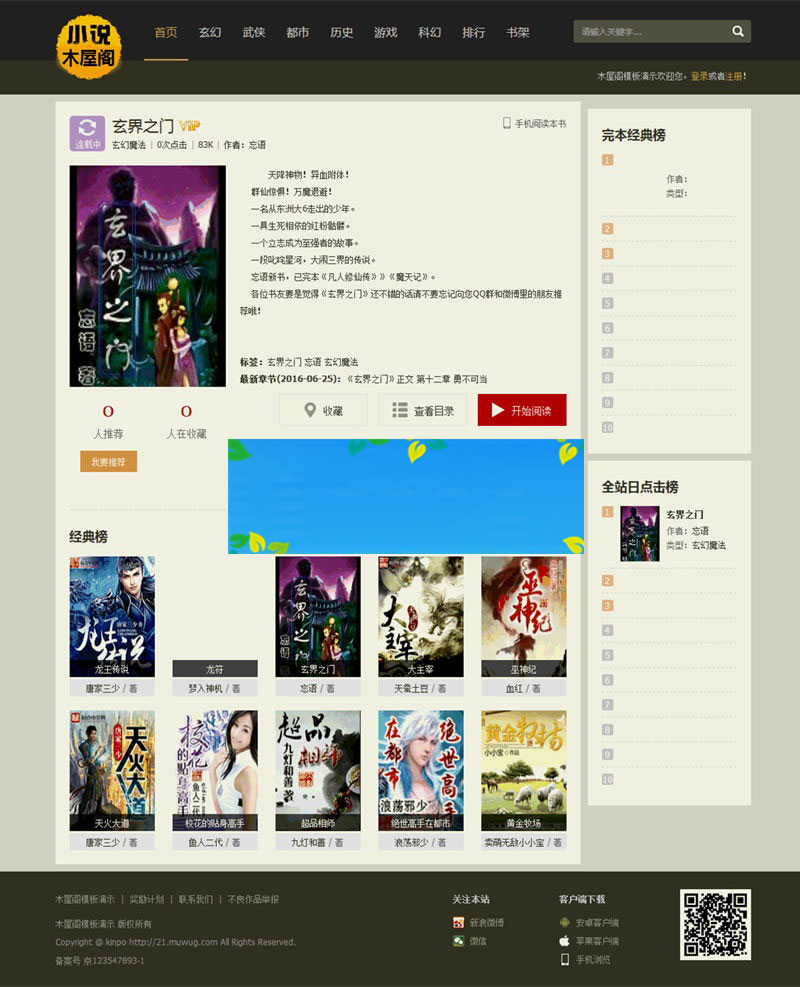 小说
木屋阁
首页 玄幻 武侠 都市 历史 游戏 科幻 排行 书架
请输入关键字...
木屋阁模板演示欢迎您，登录或者注册！
连载中
玄界之门 VIP
手机阅读本书
玄幻魔法 | 0次点击 | 83K | 作者：忘语
玄界之门
忘语 著
天降神物！异血附体！
群仙惊惧！万魔退避！
一名从东洲大6走出的少年。
一具生死相依的红粉骷髅。
一个立志成为至强者的故事。
一段叱咤星河，大闹三界的传说。
忘语新书，已完本《凡人修仙传》》《魔天记》。
各位书友要是觉得《玄界之门》还不错的话请不要忘记向您QQ群和微博里的朋友推
荐哦！
标签：玄界之门 忘语 玄幻魔法
最新章节(2016-06-25)：《玄界之门》正文 第十二章 勇不可当
0 0
人推荐 人在收藏
我要推荐
收藏 查看目录 开始阅读
经典榜
龙王传说 龙符 玄界之门 大主宰 巫神纪
唐家三少 / 著 梦入神机 / 著 忘语 / 著 天蚕土豆 / 著 血红 / 著
天火大道 校花的贴身高手 超品相师 绝世高手在都市 黄金牧场
唐家三少 / 著 鱼人二代 / 著 九灯和善 / 著 浪荡邪少 / 著 卖萌无敌小小宝 / 著
完本经典榜
1
作者：
类型：
2
3
4
5
6
7
8
9
10
全站日点击榜
1 玄界之门
作者：忘语
类型：玄幻魔法
2
3
4
5
6
7
8
9
10
木屋阁模板演示 | 奖励计划 | 联系我们 | 不良作品举报
木屋阁模板演示 版权所有
Copyright @ kinpo http://21.muwug.com All Rights Reserved.
备案号 京123547893-1
关注本站
新浪微博
微信
客户端下载
安卓客户端
苹果客户端
手机浏览